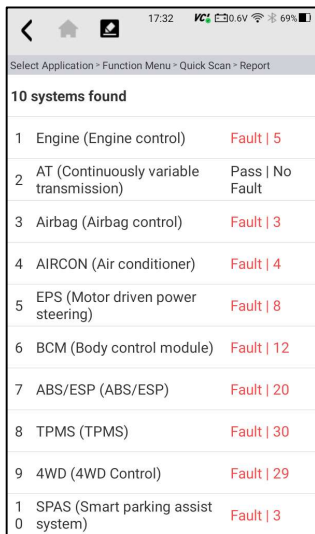 17:32 VCI 0.6V 69%
Select Application > Function Menu > Quick Scan > Report
10 systems found
1 Engine (Engine control) Fault | 5
2 AT (Continuously variable transmission) Pass | No Fault
3 Airbag (Airbag control) Fault | 3
4 AIRCON (Air conditioner) Fault | 4
5 EPS (Motor driven power steering) Fault | 8
6 BCM (Body control module) Fault | 12
7 ABS/ESP (ABS/ESP) Fault | 20
8 TPMS (TPMS) Fault | 30
9 4WD (4WD Control) Fault | 29
10 SPAS (Smart parking assist system) Fault | 3